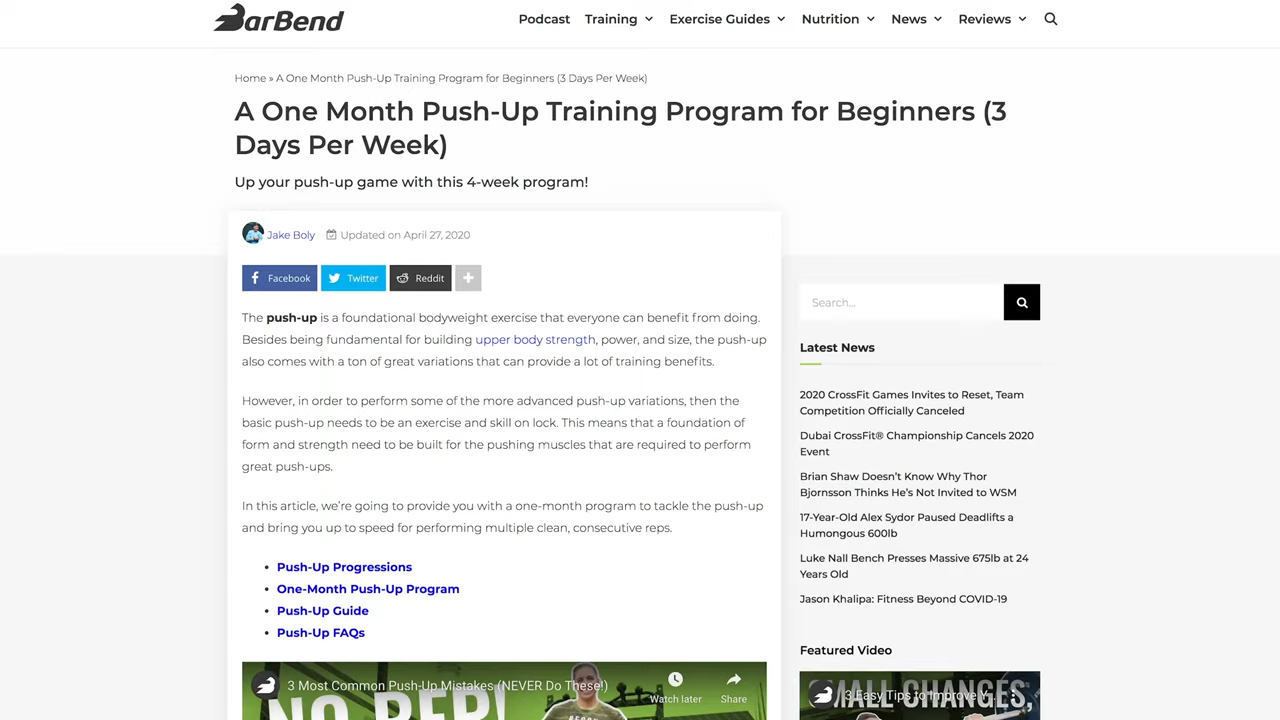 BarBend
Podcast Training Exercise Guides Nutrition News Reviews
Home » A One Month Push-Up Training Program for Beginners (3 Days Per Week)
A One Month Push-Up Training Program for Beginners (3
Days Per Week)
Up your push-up game with this 4-week program!
Jake Boly Updated on April 27, 2020
Facebook Twitter Reddit
The push-up is a foundational bodyweight exercise that everyone can benefit from doing.
Besides being fundamental for building upper body strength, power, and size, the push-up
also comes with a ton of great variations that can provide a lot of training benefits.
However, in order to perform some of the more advanced push-up variations, then the
basic push-up needs to be an exercise and skill on lock. This means that a foundation of
form and strength need to be built for the pushing muscles that are required to perform
great push-ups.
In this article, we're going to provide you with a one-month program to tackle the push-up
and bring you up to speed for performing multiple clean, consecutive reps.
• Push-Up Progressions
• One-Month Push-Up Program
• Push-Up Guide
• Push-Up FAQs
3 Most Common Push-Up Mistakes (NEVER Do These!)
Watch later Share
NO REP!
Search...
Latest News
2020 CrossFit Games Invites to Reset, Team
Competition Officially Canceled
Dubai CrossFit® Championship Cancels 2020
Event
Brian Shaw Doesn't Know Why Thor
Bjornsson Thinks He's Not Invited to WSM
17-Year-Old Alex Sydor Paused Deadlifts a
Humongous 600lb
Luke Nall Bench Presses Massive 675lb at 24
Years Old
Jason Khalipa: Fitness Beyond COVID-19
Featured Video
3 Easy Tips to Improve Y...
SMALL CHANGES,